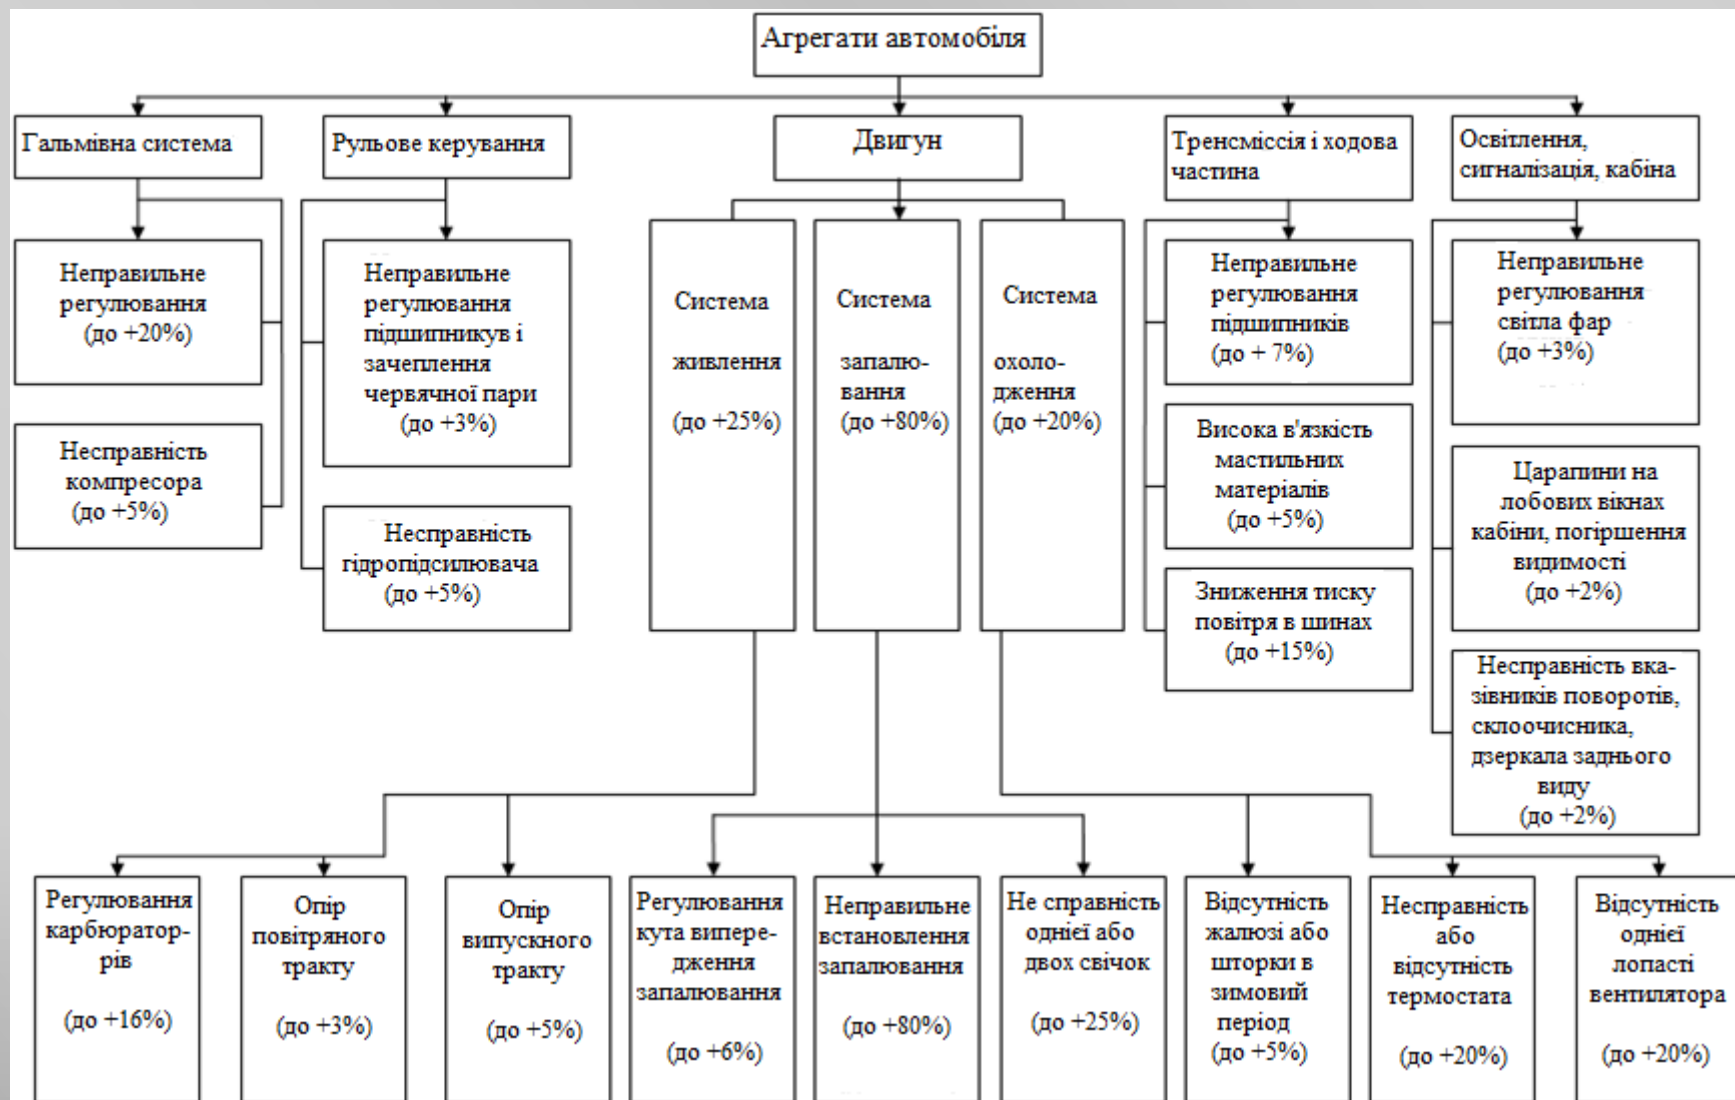 Агрегати автомобіля
Гальмівна система
Рульове керування
Двигун
Тренсміссія і ходова
частина
Освітлення,
сигналізація, кабіна
Неправильне
регулювання
(до +20%)
Несправність
компресора
(до +5%)
Неправильне
регулювання
підшипникув і
зачеплення
червячної пари
(до +3%)
Несправність
гідропідсилювача
(до +5%)
Система
живлення
(до +25%)
Система
запалю-
вання
(до +80%)
Система
охоло-
дження
(до +20%)
Неправильне
регулювання
підшипників
(до + 7%)
Висока в'язкість
мастильних
матеріалів
(до +5%)
Зниження тиску
повітря в шинах
(до +15%)
Неправильне
регулювання
світла фар
(до +3%)
Царапини на
лобових вікнах
кабіни, погіршення
видимості
(до +2%)
Несправність вка-
зівників поворотів,
склоочисника,
дзеркала заднього
виду
(до +2%)
Регулювання
карбюратор-
рів
(до +16%)
Опір
повітряного
тракту
(до +3%)
Опір
випускного
тракту
(до +5%)
Регулювання
кута випере-
дження
запалювання
(до +6%)
Неправильне
встановлення
запалювання
(до +80%)
Не справність
однієї або
двох свічок
(до +25%)
Відсутність
жалюзі або
шторки в
зимовий
період
(до +5%)
Несправність
або
відсутність
термостата
(до +20%)
Відсутність
однієї
лопасті
вентилятора
(до +20%)